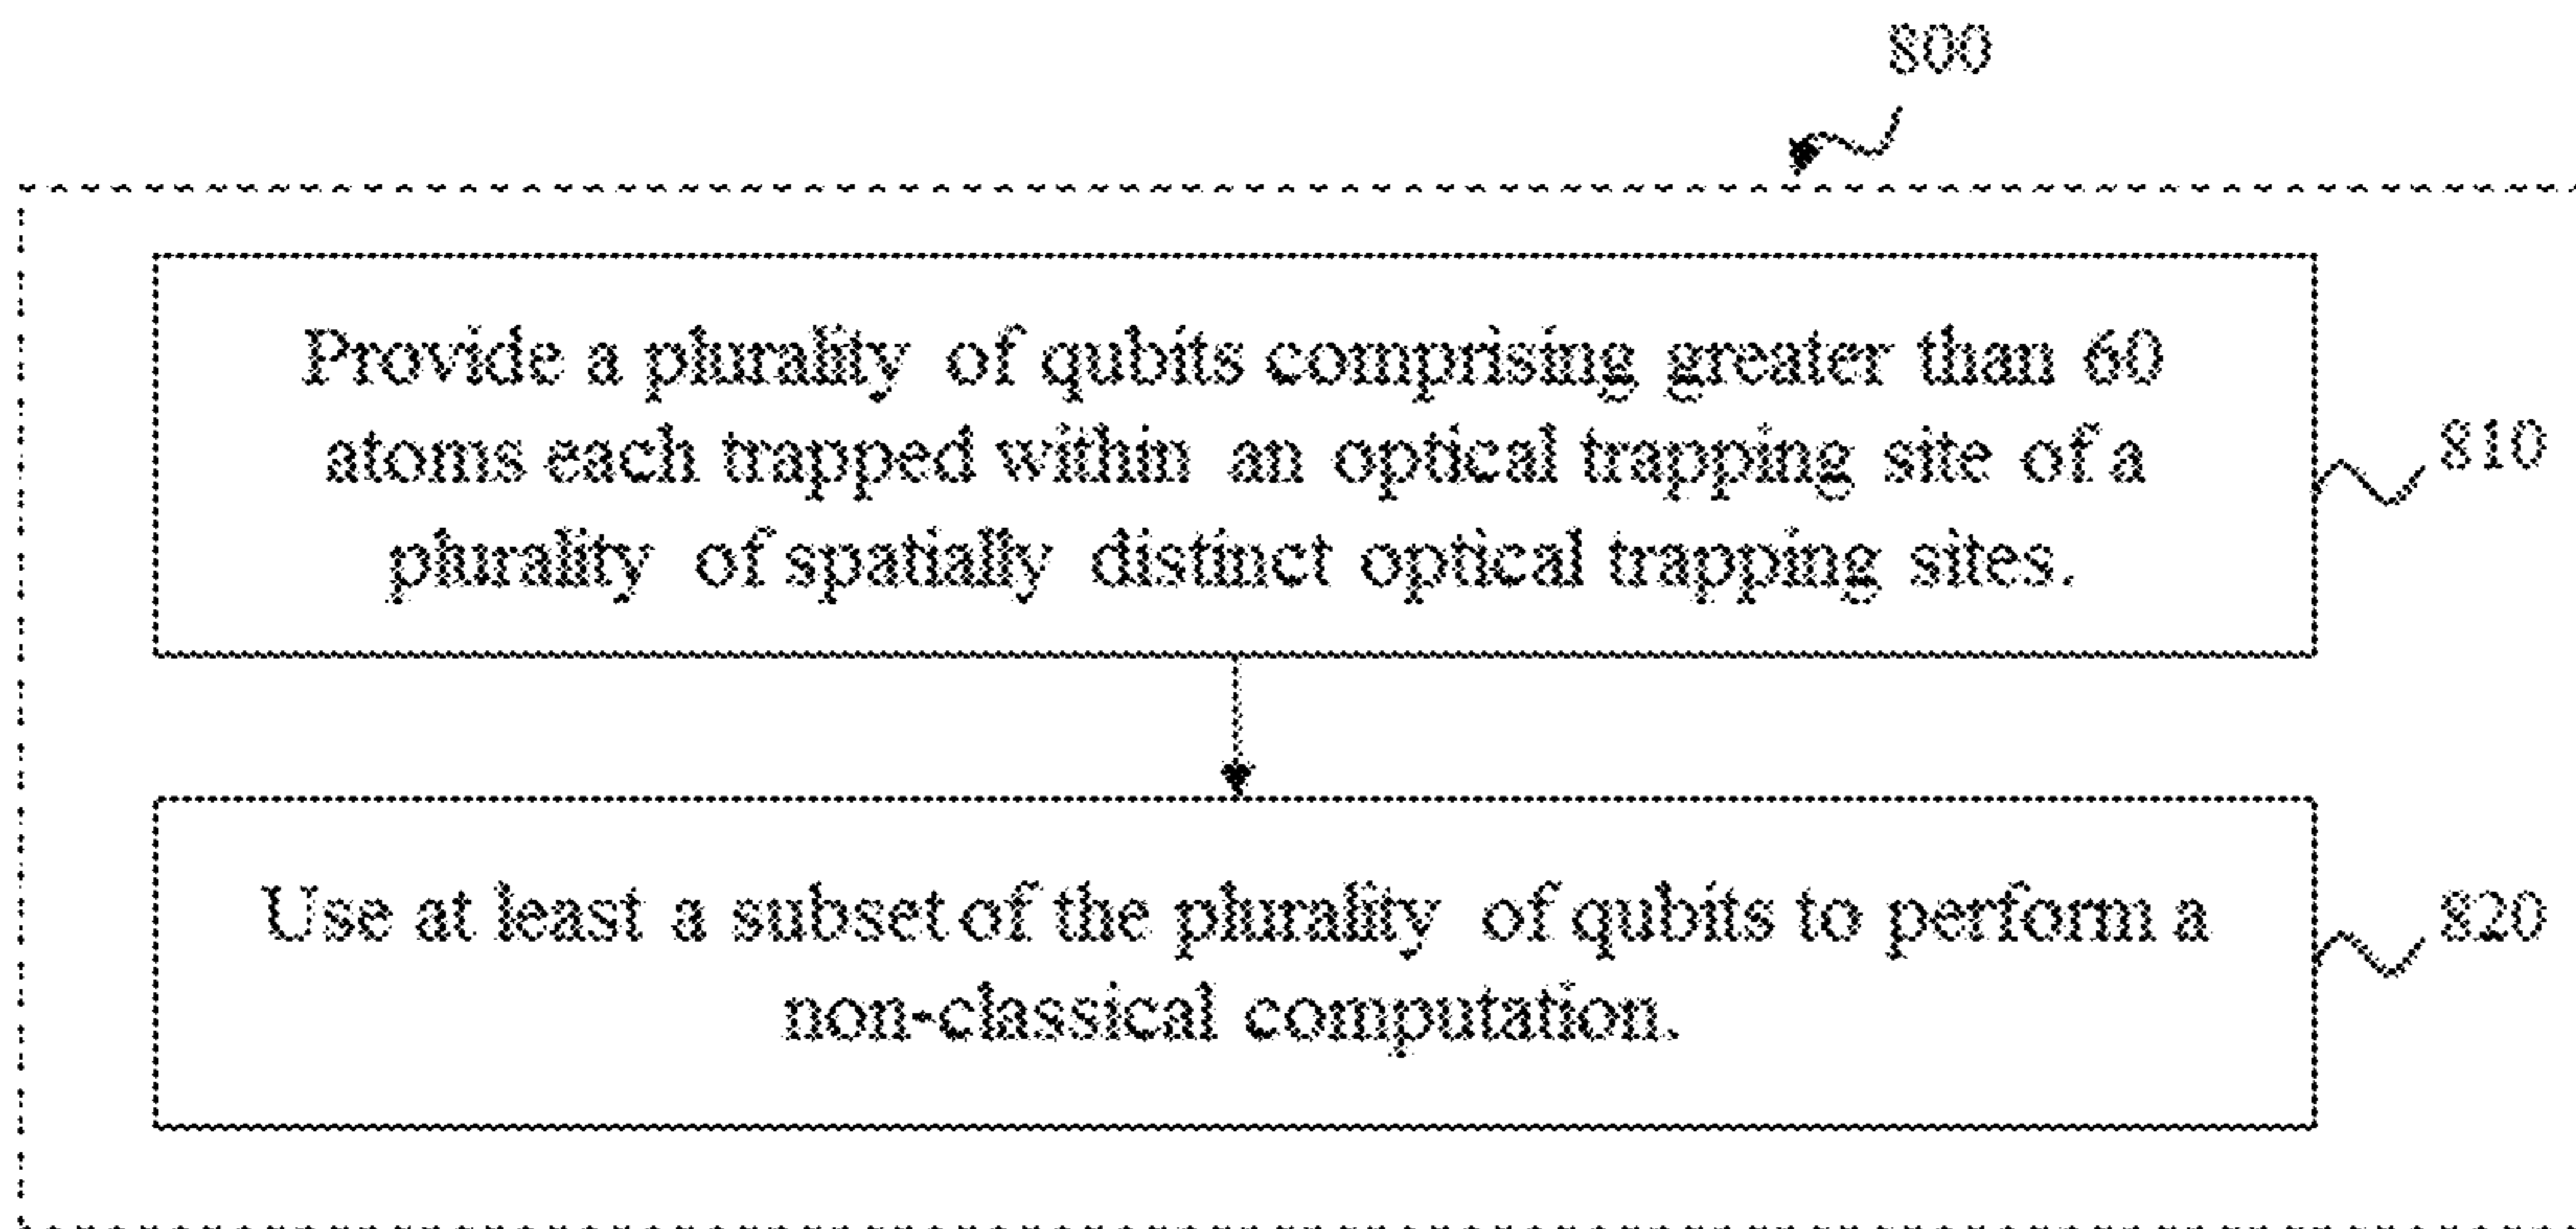 800
Provide a plurality of qubits comprising greater than 60
atoms each trapped within an optical trapping site of a
plurality of spatially distinct optical trapping sites.
810
Use at least a subset of the plurality of qubits to perform a
non-classical computation.
820